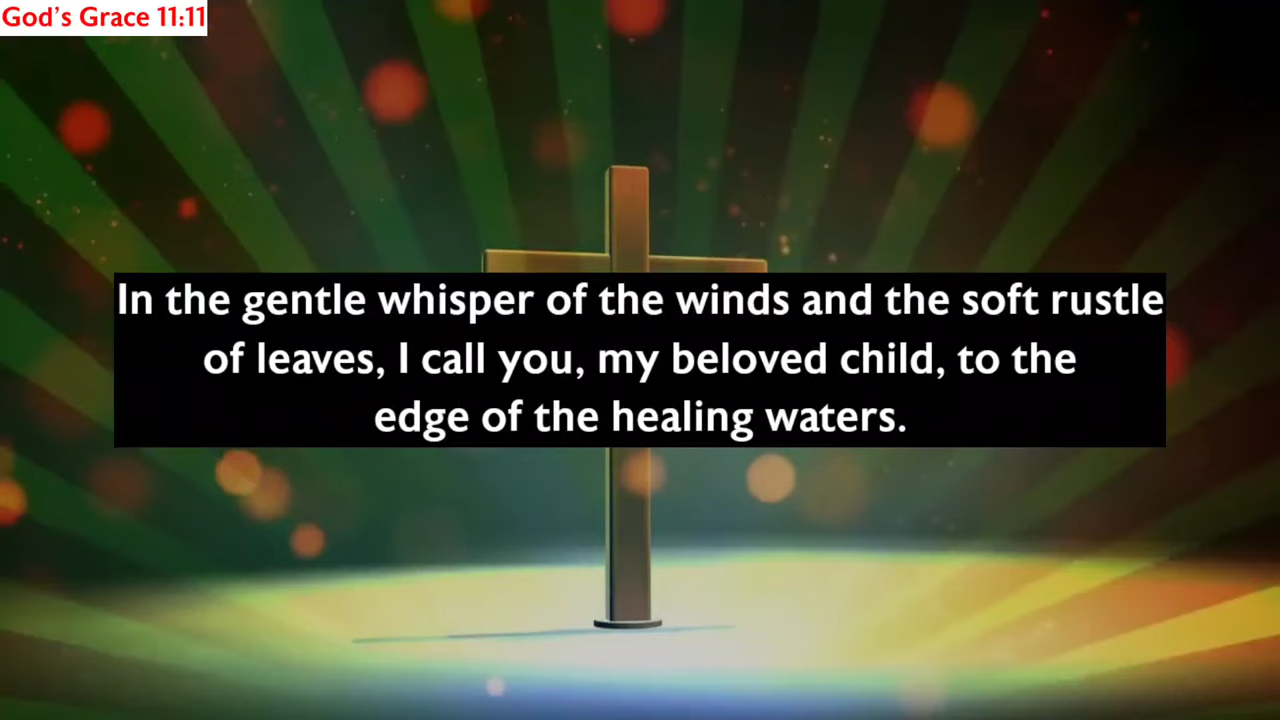 God's Grace 11:11
In the gentle whisper of the winds and the soft rustle
of leaves, I call you, my beloved child, to the
edge of the healing waters.